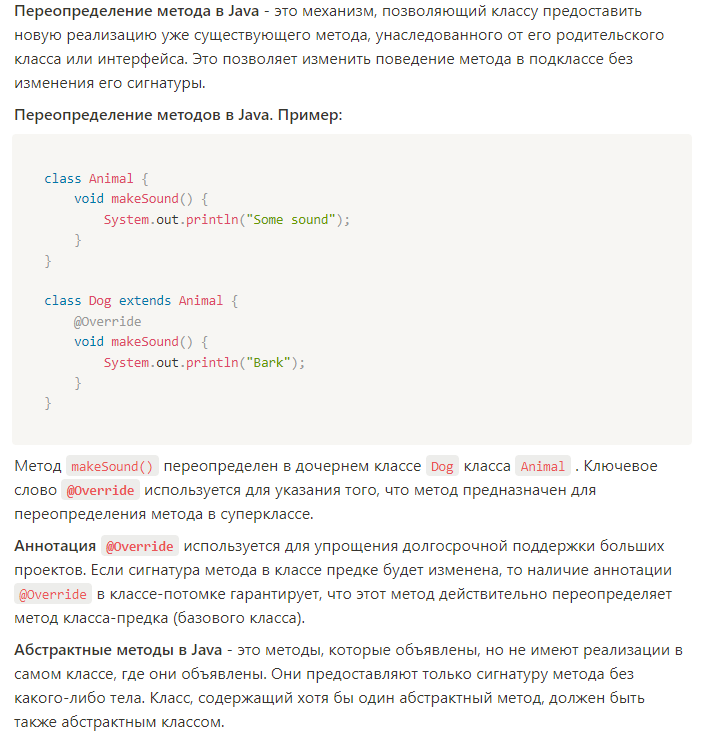 Переопределение метода в Java - это механизм, позволяющий классу предоставить
новую реализацию уже существующего метода, унаследованного от его родительского
класса или интерфейса. Это позволяет изменить поведение метода в подклассе без
изменения его сигнатуры.
Переопределение методов в Java. Пример:
class Animal {
    void makeSound() {
        System.out.println("Some sound");
    }
}
class Dog extends Animal {
    @Override
    void makeSound() {
        System.out.println("Bark");
    }
}
Метод makeSound() переопределен в дочернем классе Dog класса Animal . Ключевое
слово @Override используется для указания того, что метод предназначен для
переопределения метода в суперклассе.
Аннотация @Override используется для упрощения долгосрочной поддержки больших
проектов. Если сигнатура метода в классе предке будет изменена, то наличие аннотации
@Override в классе-потомке гарантирует, что этот метод действительно переопределяет
метод класса-предка (базового класса).
Абстрактные методы в Java - это методы, которые объявлены, но не имеют реализации в
самом классе, где они объявлены. Они предоставляют только сигнатуру метода без
какого-либо тела. Класс, содержащий хотя бы один абстрактный метод, должен быть
также абстрактным классом.